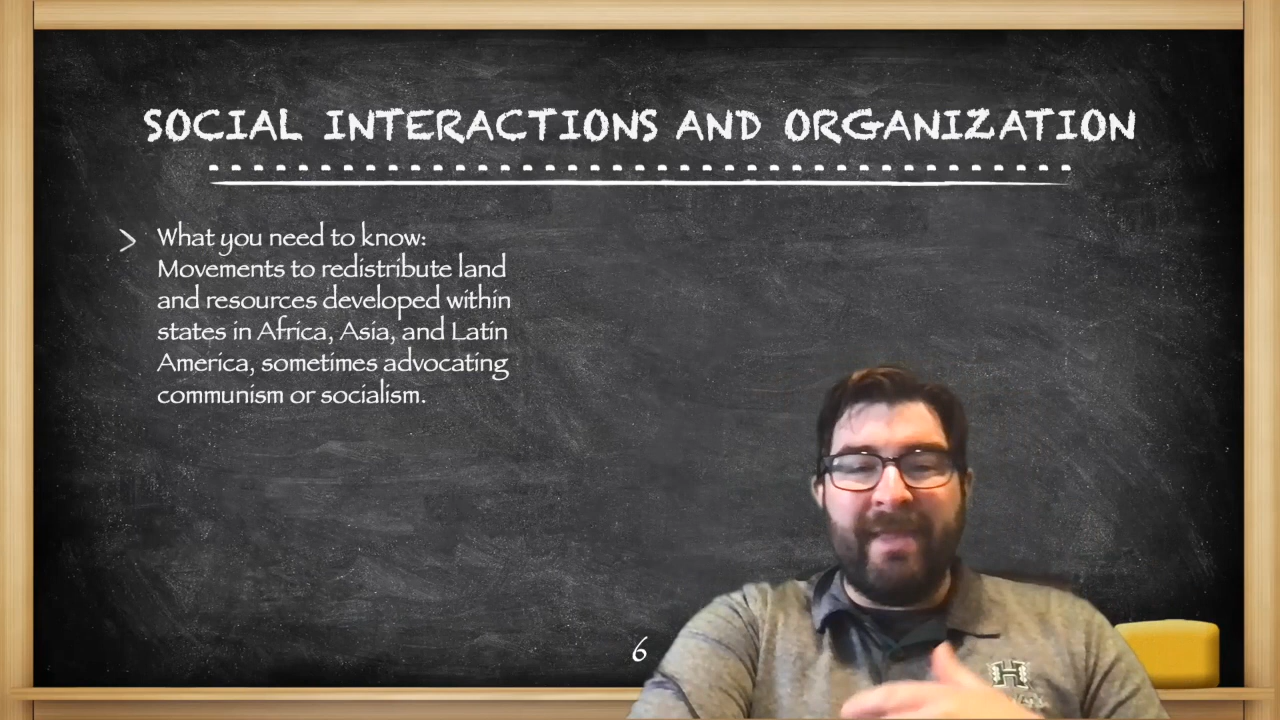 SOCIAL INTERACTIONS AND ORGANIZATION
What you need to know:
Movements to redistribute land
and resources developed within
states in Africa, Asia, and Latin
America, sometimes advocating
communism or socialism.
6
H